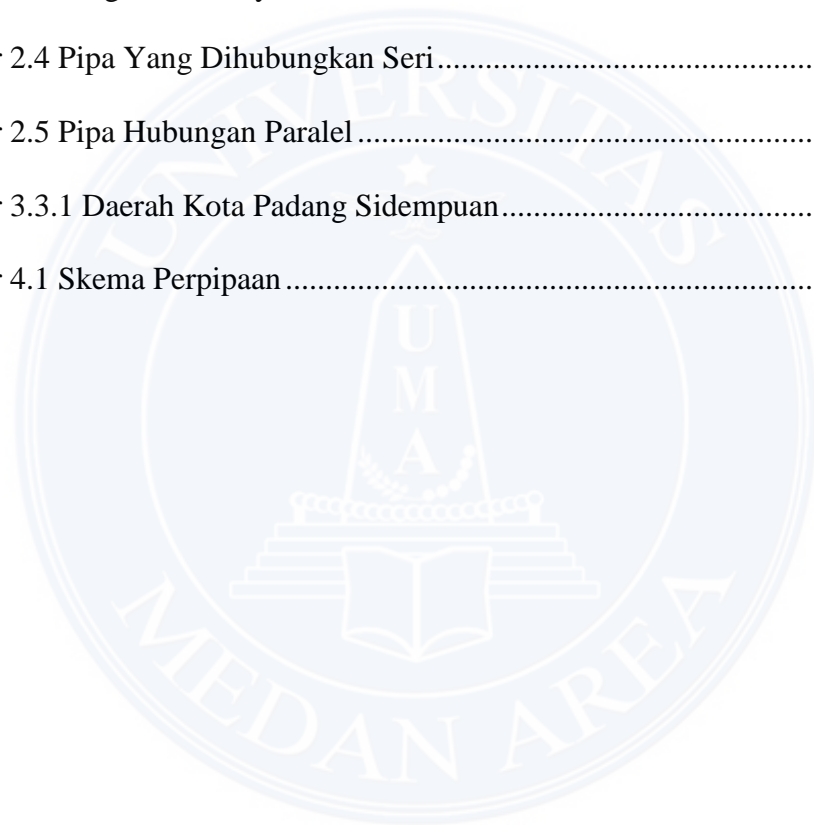 2.4 Pipa Yang Dihubungkan Seri...............................................
2.5 Pipa Hubungan Paralel.........................................................
3.3.1 Daerah Kota Padang Sidempuan.......................................
4.1 Skema Perpipaan..................................................................
UNIVERSITAS
U
M
A
MEDAN AREA